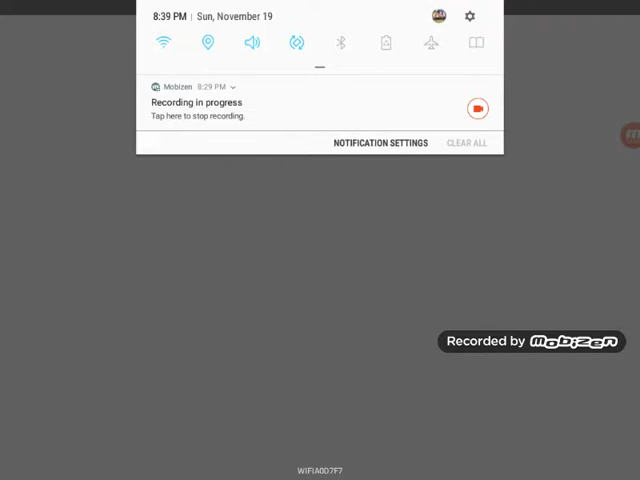 8:39 PM | Sun, November 19
Mobizen 8:29 PM
Recording in progress
Tap here to stop recording.
NOTIFICATION SETTINGS CLEAR ALL
Recorded by Mobizen
WIFIA0D7F7